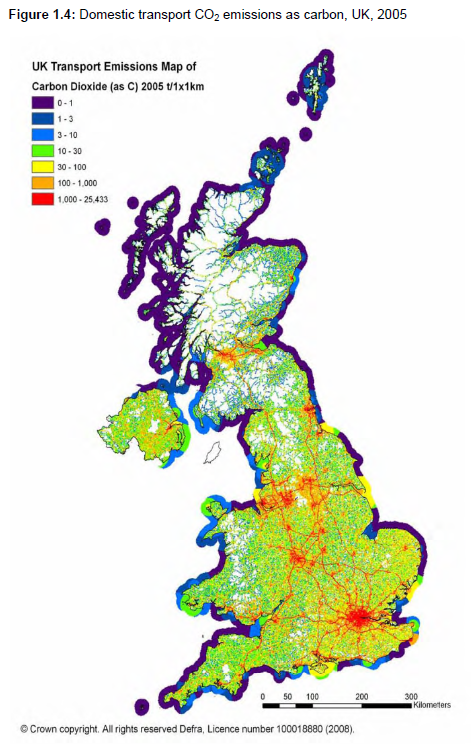 Figure 1.4: Domestic transport CO₂ emissions as carbon, UK, 2005
UK Transport Emissions Map of
Carbon Dioxide (as C) 2005 t/1x1km
0 - 1
1 - 3
3 - 10
10 - 30
30 - 100
100 - 1,000
1,000 - 25,433
0 50 100 200 300
Kilometers
© Crown copyright. All rights reserved Defra, Licence number 100018880 (2008).